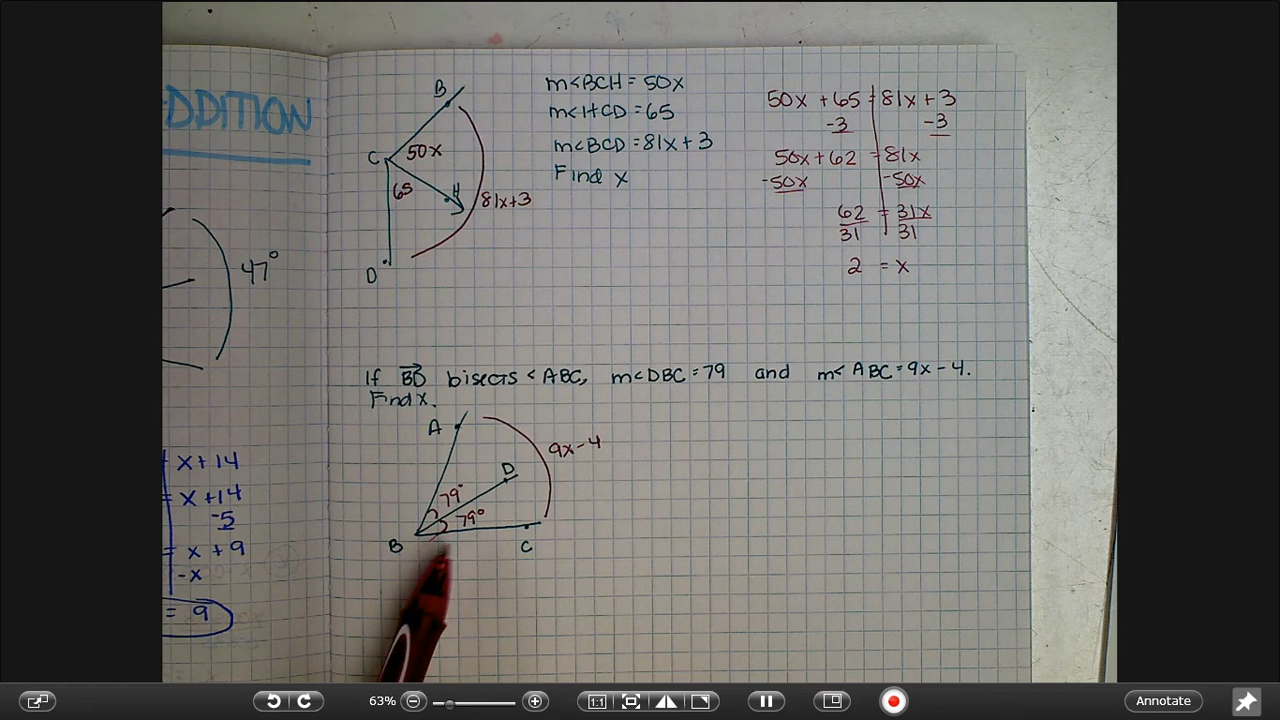 DDITION
47°
x+14
= x +14
-5
= x + 9
-x
= 9
B
C
50x
65
H
81x+3
D
m<BCH = 50x
m<HCD = 65
m<BCD = 81x + 3
Find x
50x + 65 = 81x + 3
-3 -3
50x + 62 = 81x
-50x -50x
62 = 31x
31 31
2 = x
If BD bisects < ABC, m<DBC = 79 and m< ABC = 9x - 4.
Find x.
A
9x-4
D
79°
79°
B
C
63%
1:1
Annotate